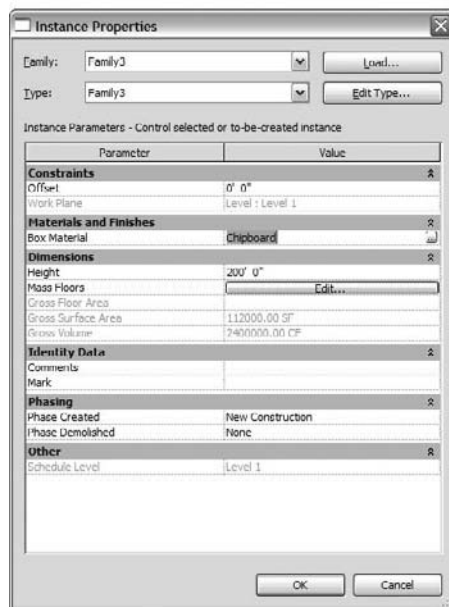 Instance Properties
Family: Family3 Load...
Type: Family3 Edit Type...
Instance Parameters - Control selected or to-be-created instance
Parameter Value
Constraints
Offset 0' 0"
Work Plane Level : Level 1
Materials and Finishes
Box Material Chipboard
Dimensions
Height 200' 0"
Mass Floors Edit...
Gross Floor Area
Gross Surface Area 112000.00 SF
Gross Volume 2400000.00 CF
Identity Data
Comments
Mark
Phasing
Phase Created New Construction
Phase Demolished None
Other
Schedule Level Level 1
OK Cancel